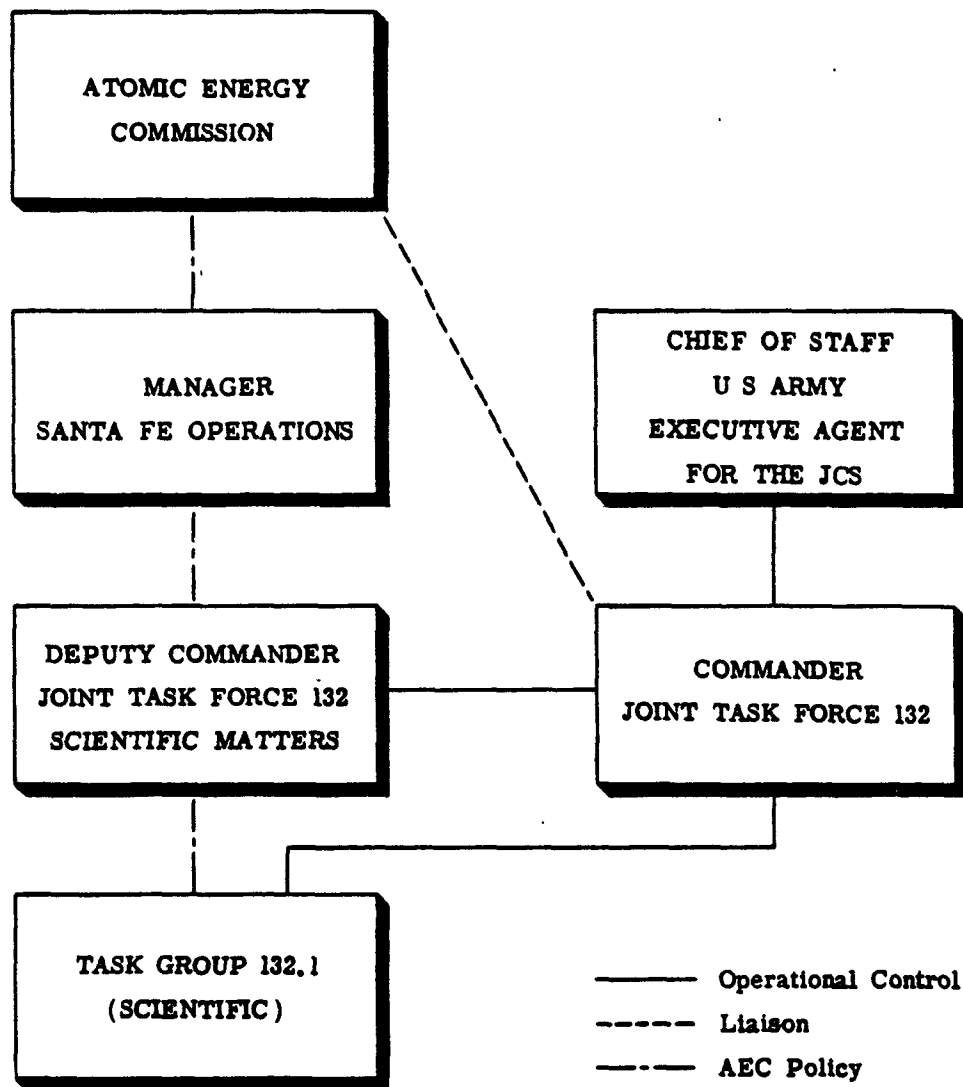 ATOMIC ENERGY
COMMISSION
MANAGER
SANTA FE OPERATIONS
CHIEF OF STAFF
U S ARMY
EXECUTIVE AGENT
FOR THE JCS
DEPUTY COMMANDER
JOINT TASK FORCE 132
SCIENTIFIC MATTERS
COMMANDER
JOINT TASK FORCE 132
TASK GROUP 132.1
(SCIENTIFIC)
Operational Control
Liaison
AEC Policy